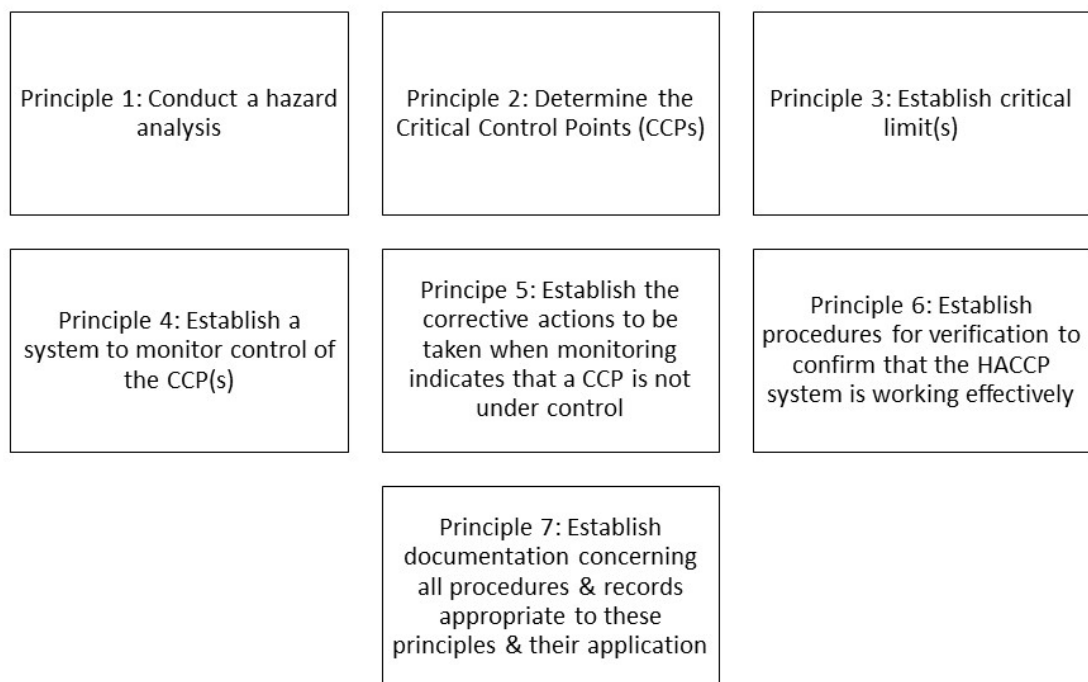 Principle 1: Conduct a hazard
analysis
Principle 2: Determine the
Critical Control Points (CCPs)
Principle 3: Establish critical
limit(s)
Principle 4: Establish a
system to monitor control of
the CCP(s)
Principe 5: Establish the
corrective actions to be
taken when monitoring
indicates that a CCP is not
under control
Principle 6: Establish
procedures for verification to
confirm that the HACCP
system is working effectively
Principle 7: Establish
documentation concerning
all procedures & records
appropriate to these
principles & their application